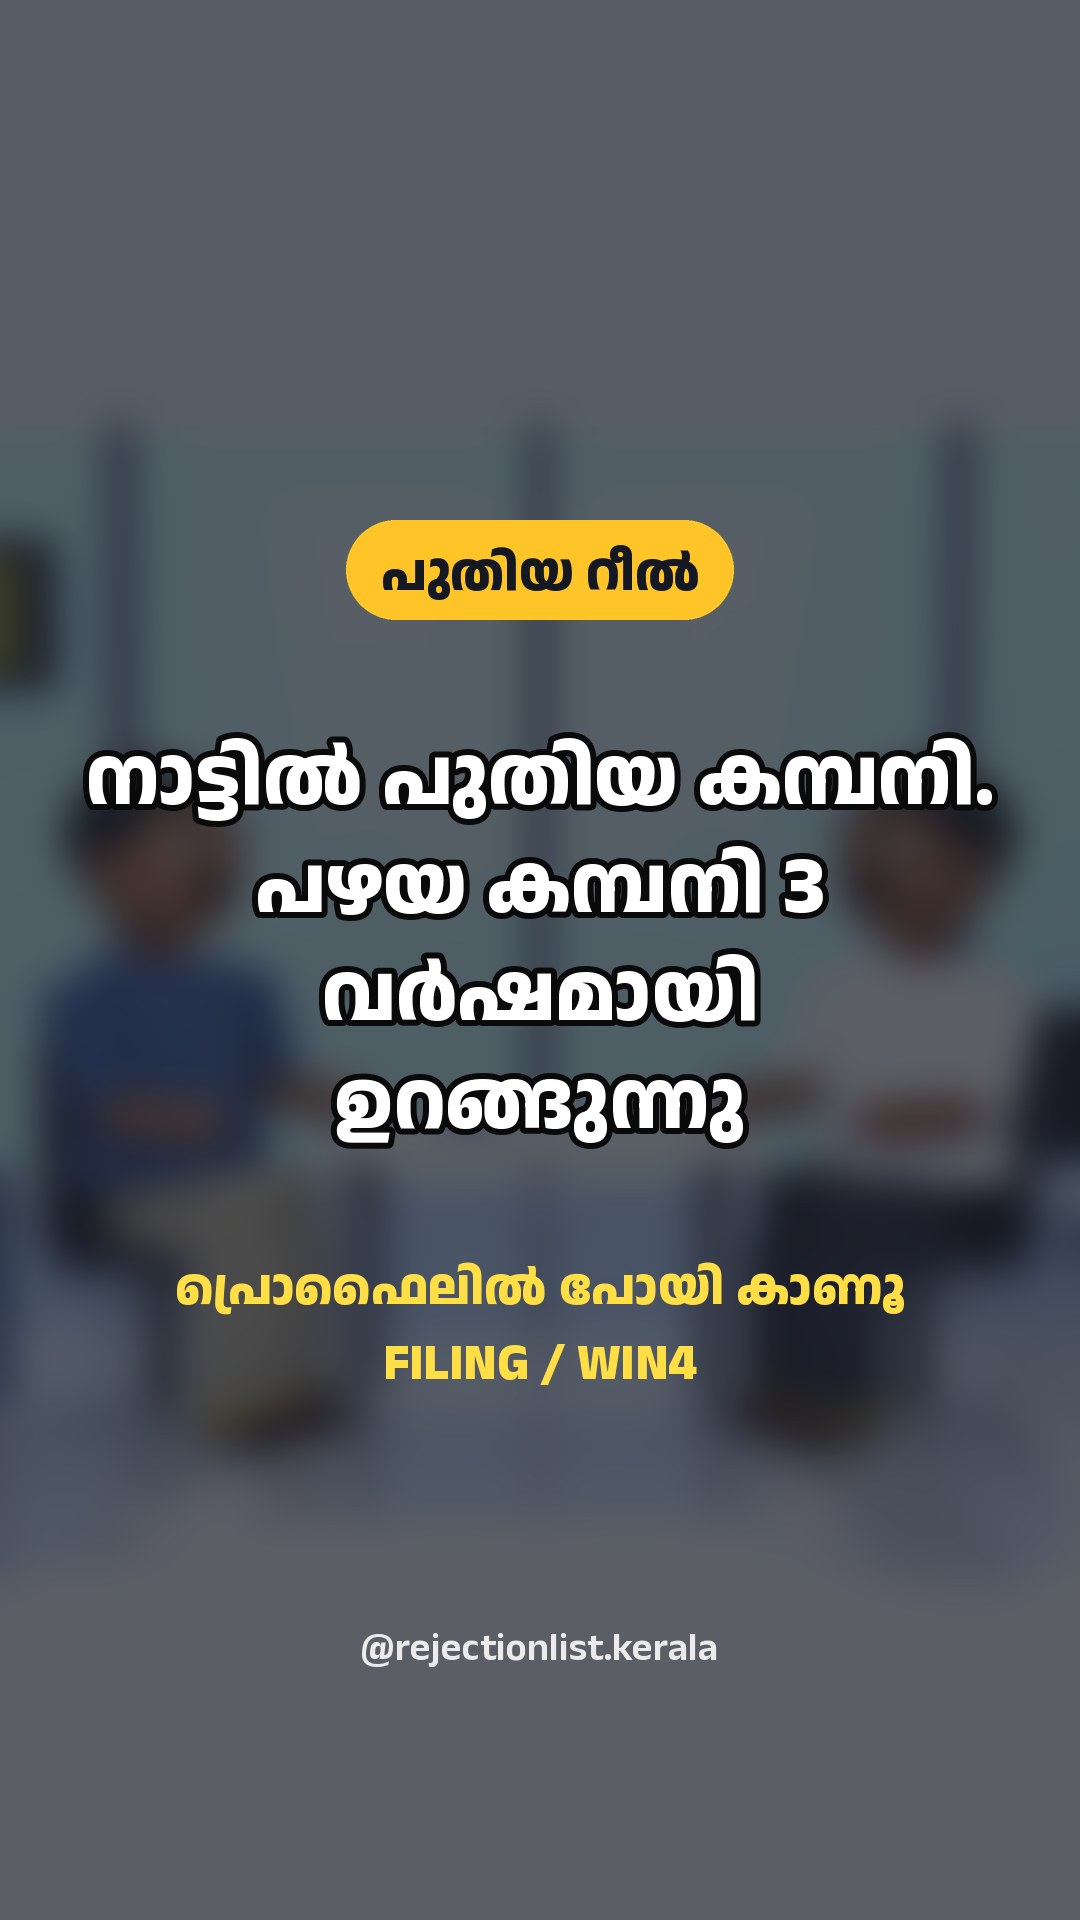 പുതിയ റീൽ
നാട്ടിൽ പുതിയ കമ്പനി.
പഴയ കമ്പനി 3
വർഷമായി
ഉറങ്ങുന്നു
പ്രൊഫൈലിൽ പോയി കാണൂ
FILING / WIN4
@rejectionlist.kerala